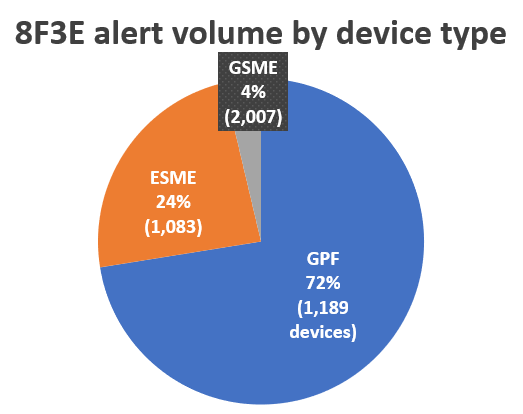 8F3E alert volume by device type
GSME
4%
(2,007)
ESME
24%
(1,083)
GPF
72%
(1,189
devices)